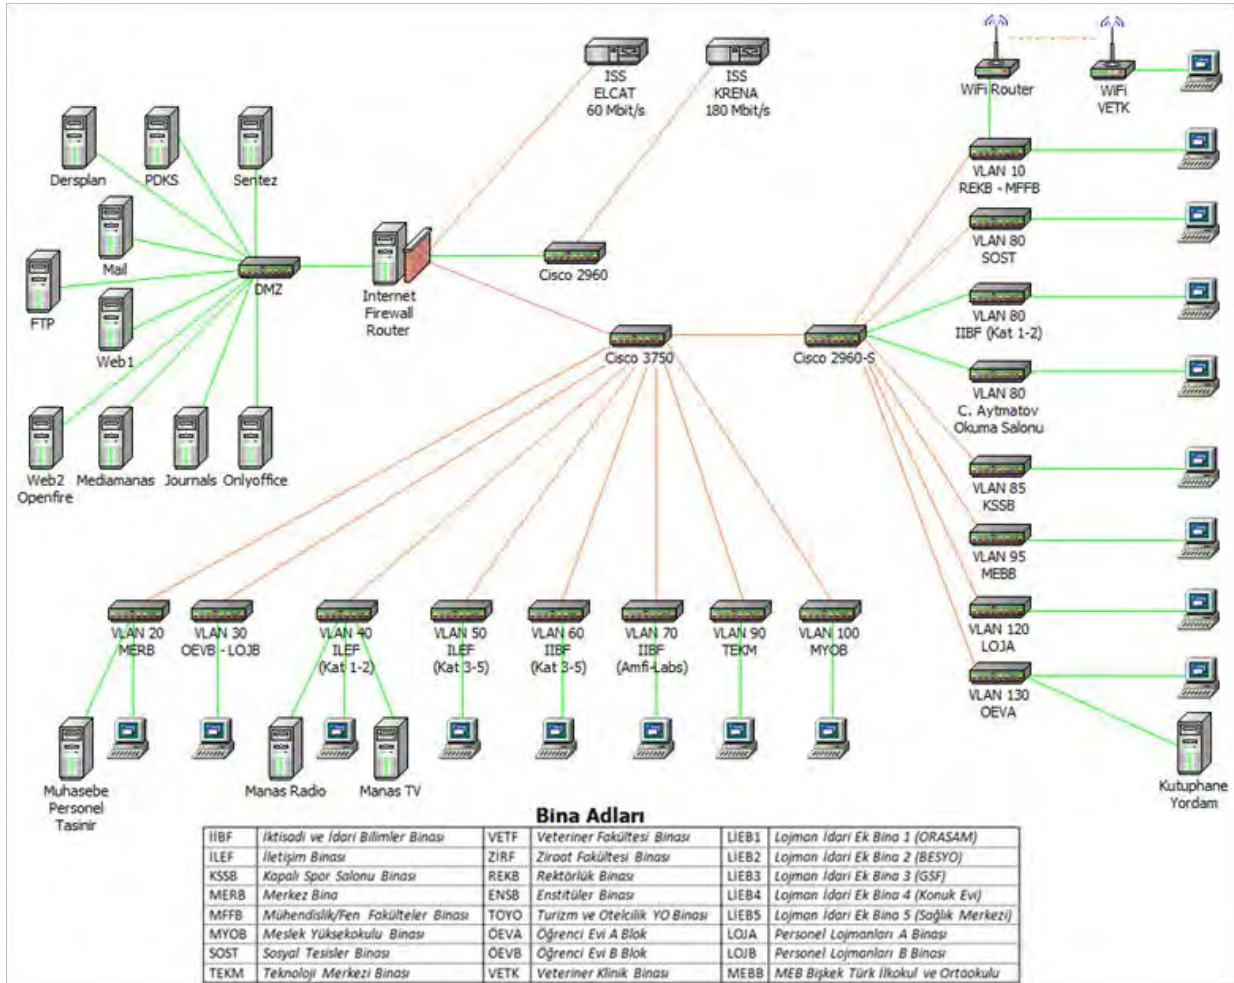 ISS
ELCAT
60 Mbit/s
ISS
KRENA
180 Mbit/s
WiFi Router
WiFi
VETK
Dersplan
PDKS
Sentez
VLAN 10
REKB - MFFB
Mail
VLAN 80
SOST
Cisco 2960
DMZ
Internet
Firewall
Router
FTP
Web1
VLAN 80
IIBF (Kat 1-2)
Cisco 3750
Cisco 2960-S
VLAN 80
C. Aytmatov
Okuma Salonu
Web2
Openfire
Mediamanas
Journals
Onlyoffice
VLAN 85
KSSB
VLAN 95
MEBB
VLAN 20
MERB
VLAN 30
OEVB - LOJB
VLAN 40
ILEF
(Kat 1-2)
VLAN 50
ILEF
(Kat 3-5)
VLAN 60
IIBF
(Kat 3-5)
VLAN 70
IIBF
(Amfi-Labs)
VLAN 90
TEKM
VLAN 100
MYOB
VLAN 120
LOJA
VLAN 130
OEVA
Muhasebe
Personel
Tasinir
Manas Radio
Manas TV
Kutuphane
Yordam
Bina Adları
İİBF İktisadi ve İdari Bilimler Binası VETF Veteriner Fakültesi Binası LİEB1 Lojman İdari Ek Bina 1 (ORASAM)
İLEF İletişim Binası ZİRF Ziraat Fakültesi Binası LİEB2 Lojman İdari Ek Bina 2 (BESYO)
KSSB Kapalı Spor Salonu Binası REKB Rektörlük Binası LİEB3 Lojman İdari Ek Bina 3 (GSF)
MERB Merkez Bina ENSB Enstitüler Binası LİEB4 Lojman İdari Ek Bina 4 (Konuk Evi)
MFFB Mühendislik/Fen Fakülteler Binası TOYO Turizm ve Otelcilik YO Binası LİEB5 Lojman İdari Ek Bina 5 (Sağlık Merkezi)
MYOB Meslek Yüksekokulu Binası ÖEVA Öğrenci Evi A Blok LOJA Personel Lojmanları A Binası
SOST Sosyal Tesisler Binası ÖEVB Öğrenci Evi B Blok LOJB Personel Lojmanları B Binası
TEKM Teknoloji Merkezi Binası VETK Veteriner Klinik Binası MEBB MEB Bişkek Türk İlkokul ve Ortaokulu